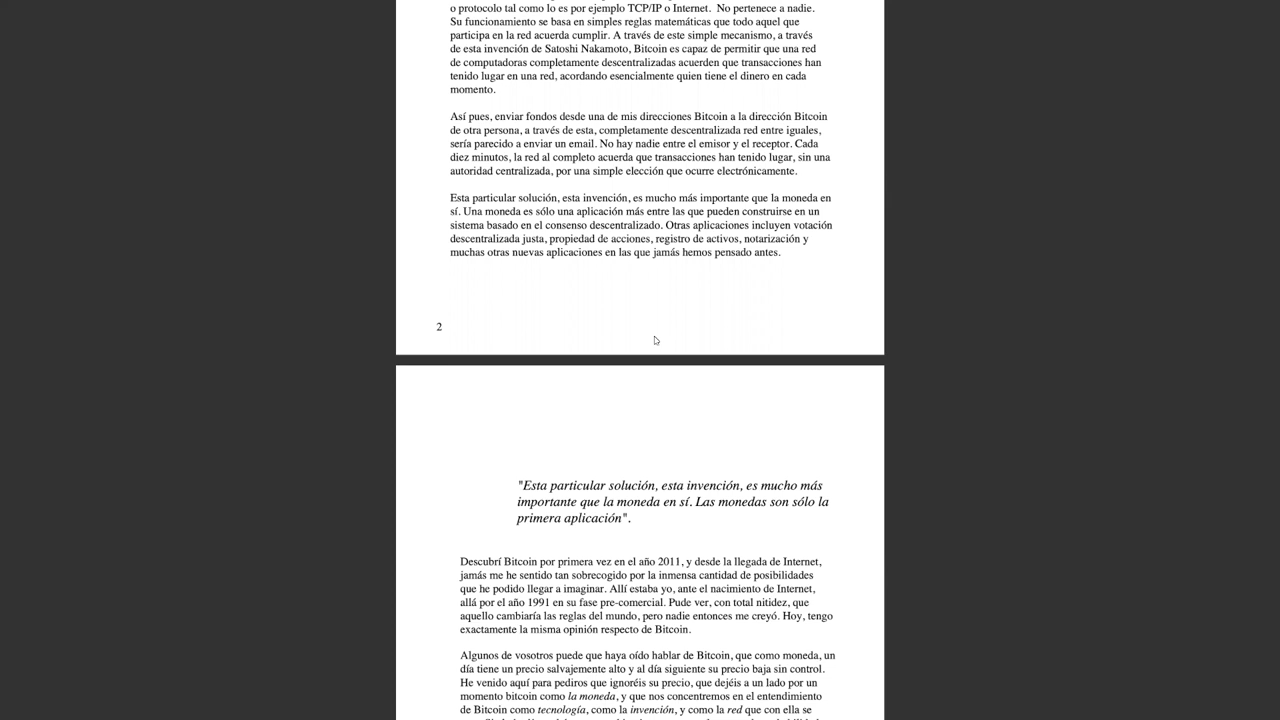 o protocolo tal como lo es por ejemplo TCP/IP o Internet. No pertenece a nadie.
Su funcionamiento se basa en simples reglas matemáticas que todo aquel que
participa en la red acuerda cumplir. A través de este simple mecanismo, a través
de esta invención de Satoshi Nakamoto, Bitcoin es capaz de permitir que una red
de computadoras completamente descentralizadas acuerden que transacciones han
tenido lugar en una red, acordando esencialmente quien tiene el dinero en cada
momento.
Así pues, enviar fondos desde una de mis direcciones Bitcoin a la dirección Bitcoin
de otra persona, a través de esta, completamente descentralizada red entre iguales,
sería parecido a enviar un email. No hay nadie entre el emisor y el receptor. Cada
diez minutos, la red al completo acuerda que transacciones han tenido lugar, sin una
autoridad centralizada, por una simple elección que ocurre electrónicamente.
Esta particular solución, esta invención, es mucho más importante que la moneda en
sí. Una moneda es sólo una aplicación más entre las que pueden construirse en un
sistema basado en el consenso descentralizado. Otras aplicaciones incluyen votación
descentralizada justa, propiedad de acciones, registro de activos, notarización y
muchas otras nuevas aplicaciones en las que jamás hemos pensado antes.
2
"Esta particular solución, esta invención, es mucho más
importante que la moneda en sí. Las monedas son sólo la
primera aplicación".
Descubrí Bitcoin por primera vez en el año 2011, y desde la llegada de Internet,
jamás me he sentido tan sobrecogido por la inmensa cantidad de posibilidades
que he podido llegar a imaginar. Allí estaba yo, ante el nacimiento de Internet,
allá por el año 1991 en su fase pre-comercial. Pude ver, con total nitidez, que
aquello cambiaría las reglas del mundo, pero nadie entonces me creyó. Hoy, tengo
exactamente la misma opinión respecto de Bitcoin.
Algunos de vosotros puede que haya oído hablar de Bitcoin, que como moneda, un
día tiene un precio salvajemente alto y al día siguiente su precio baja sin control.
He venido aquí para pediros que ignoréis su precio, que dejéis a un lado por un
momento bitcoin como la moneda, y que nos concentremos en el entendimiento
de Bitcoin como tecnología, como la invención, y como la red que con ella se